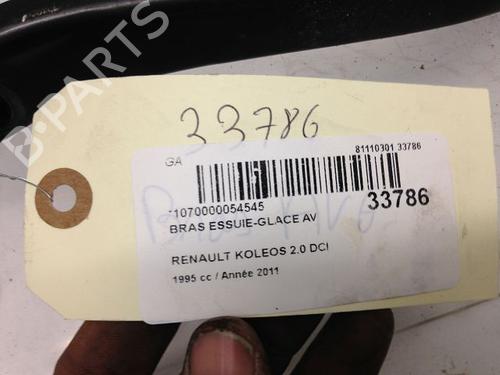 B-PARTS
33786
GA
81110301 33786
*1070000054545
33786
BRAS ESSUIE-GLACE AV
RENAULT KOLEOS 2.0 DCI
1995 cc / Année 2011